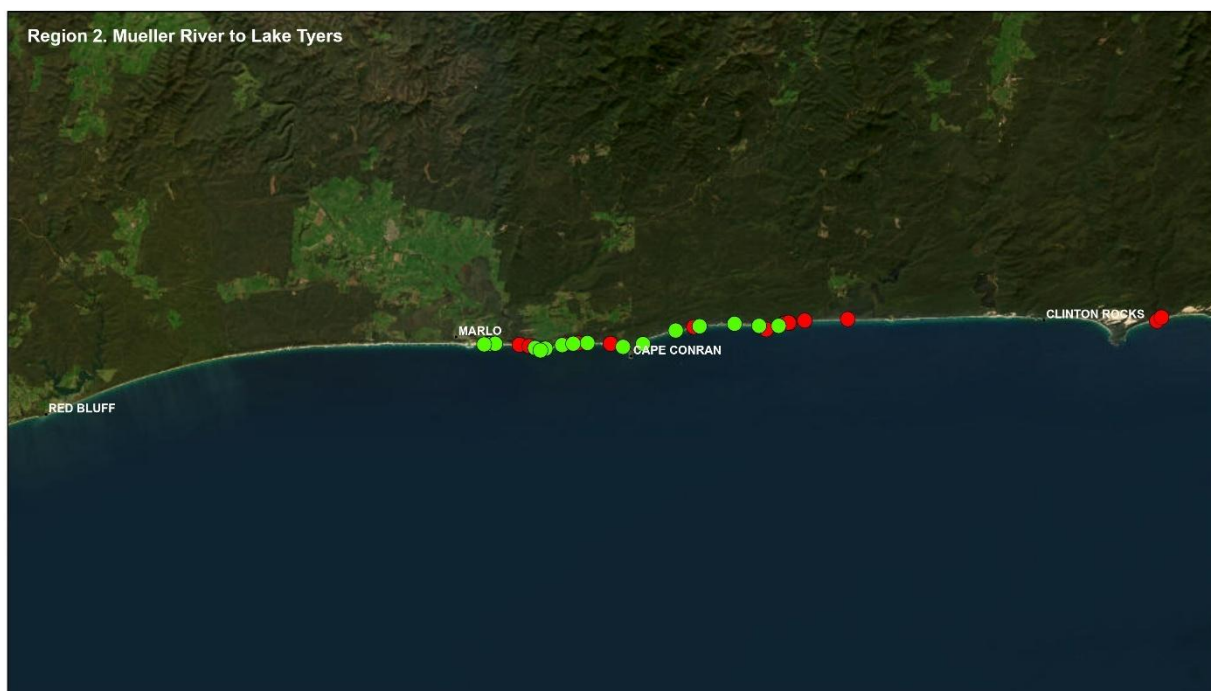 Region 2. Mueller River to Lake Tyers
CLINTON ROCKS
MARLO
CAPE CONRAN
RED BLUFF